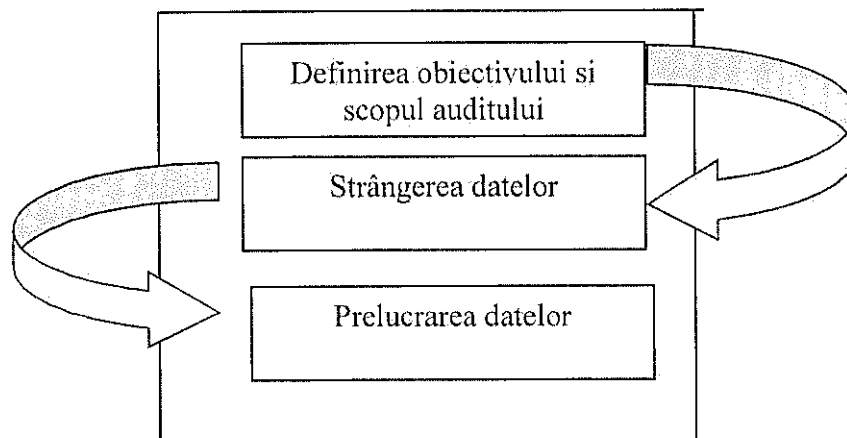 Definirea obiectivului si
scopul auditului
Strângerea datelor
Prelucrarea datelor